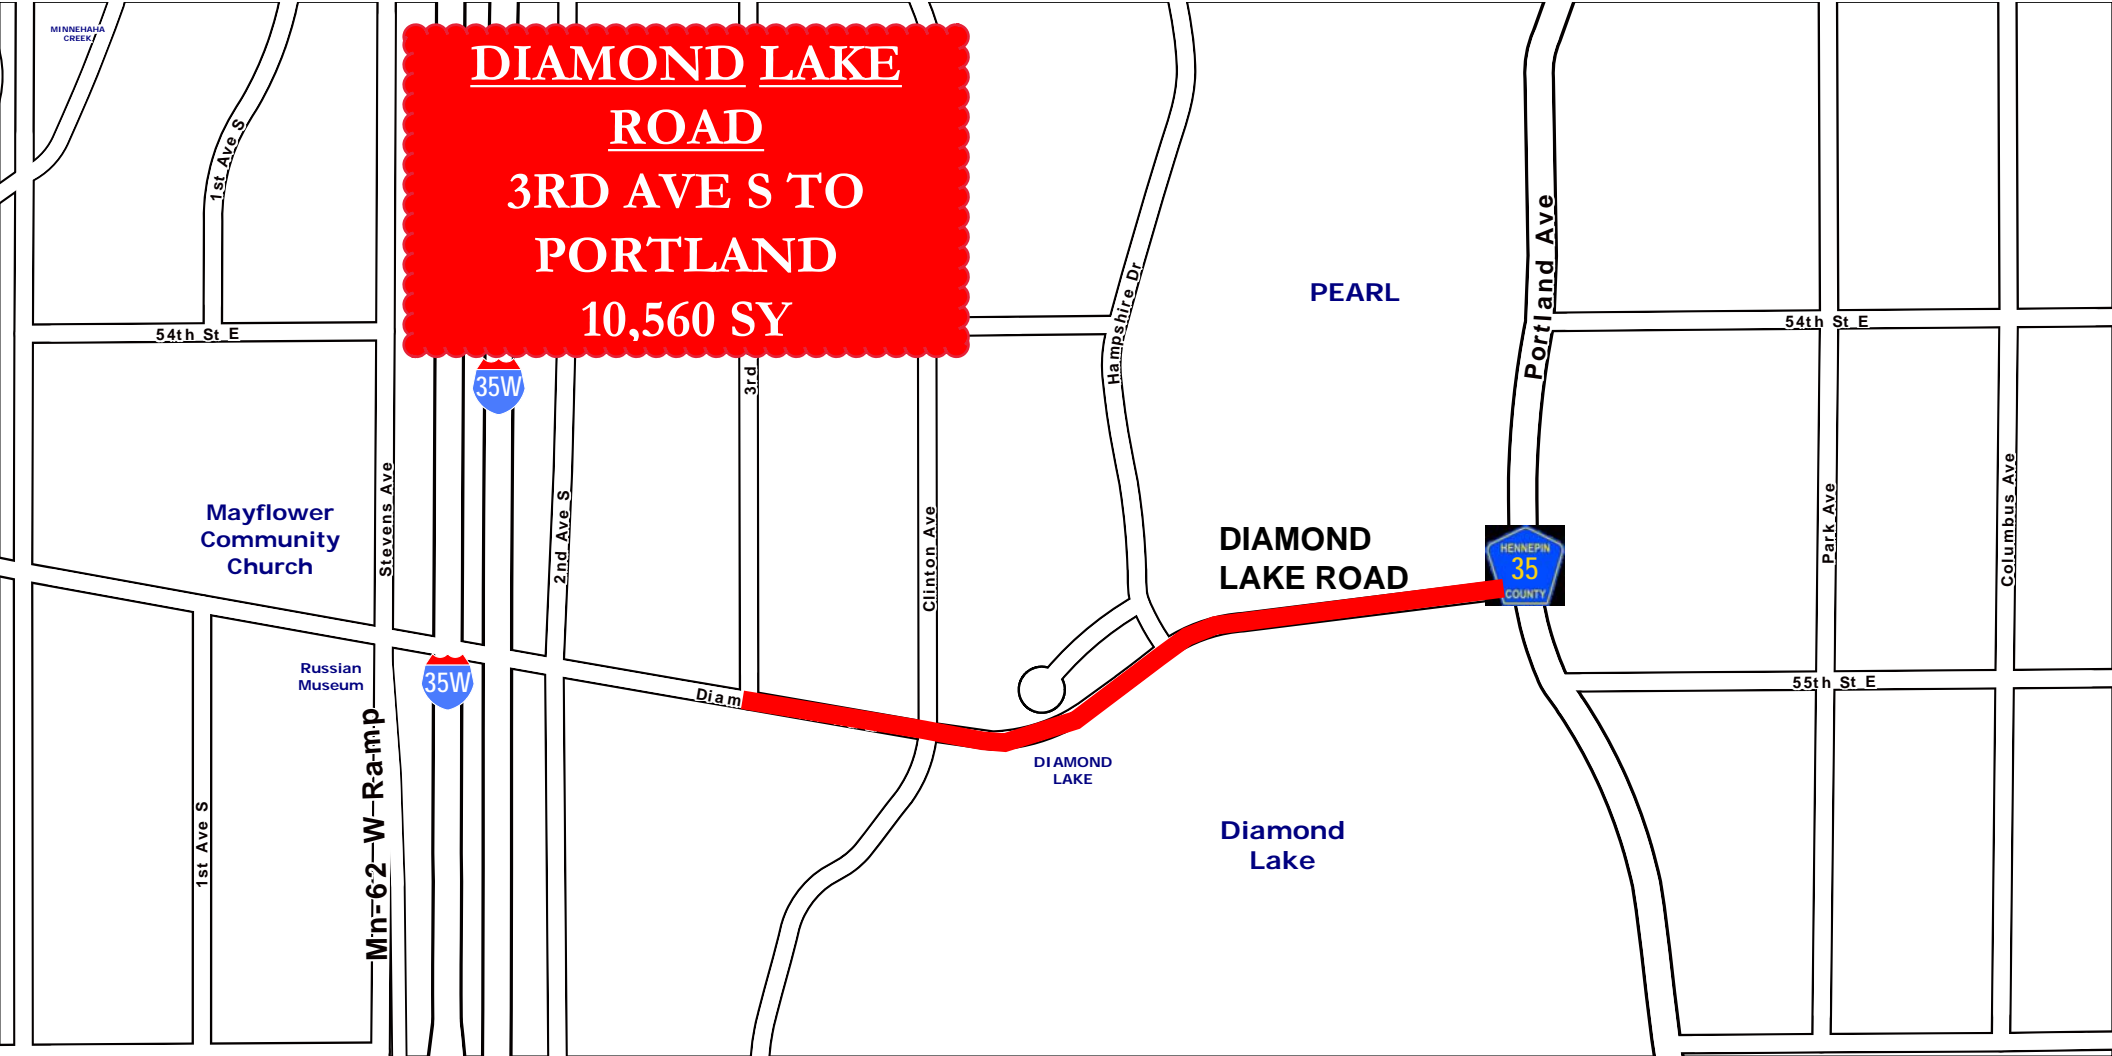 MINNEHAHA
CREEK
DIAMOND LAKE
ROAD
3RD AVE S TO
PORTLAND
10,560 SY
1st Ave S
54th St E
35W
3rd
Hampshire Dr
PEARL
Portland Ave
54th St E
Mayflower
Community
Church
Stevens Ave
2nd Ave S
Clinton Ave
DIAMOND
LAKE ROAD
HENNEPIN
35
COUNTY
Park Ave
Columbus Ave
Russian
Museum
35W
Diam
55th St E
Mn-62 W Ramp
1st Ave S
DIAMOND
LAKE
Diamond
Lake